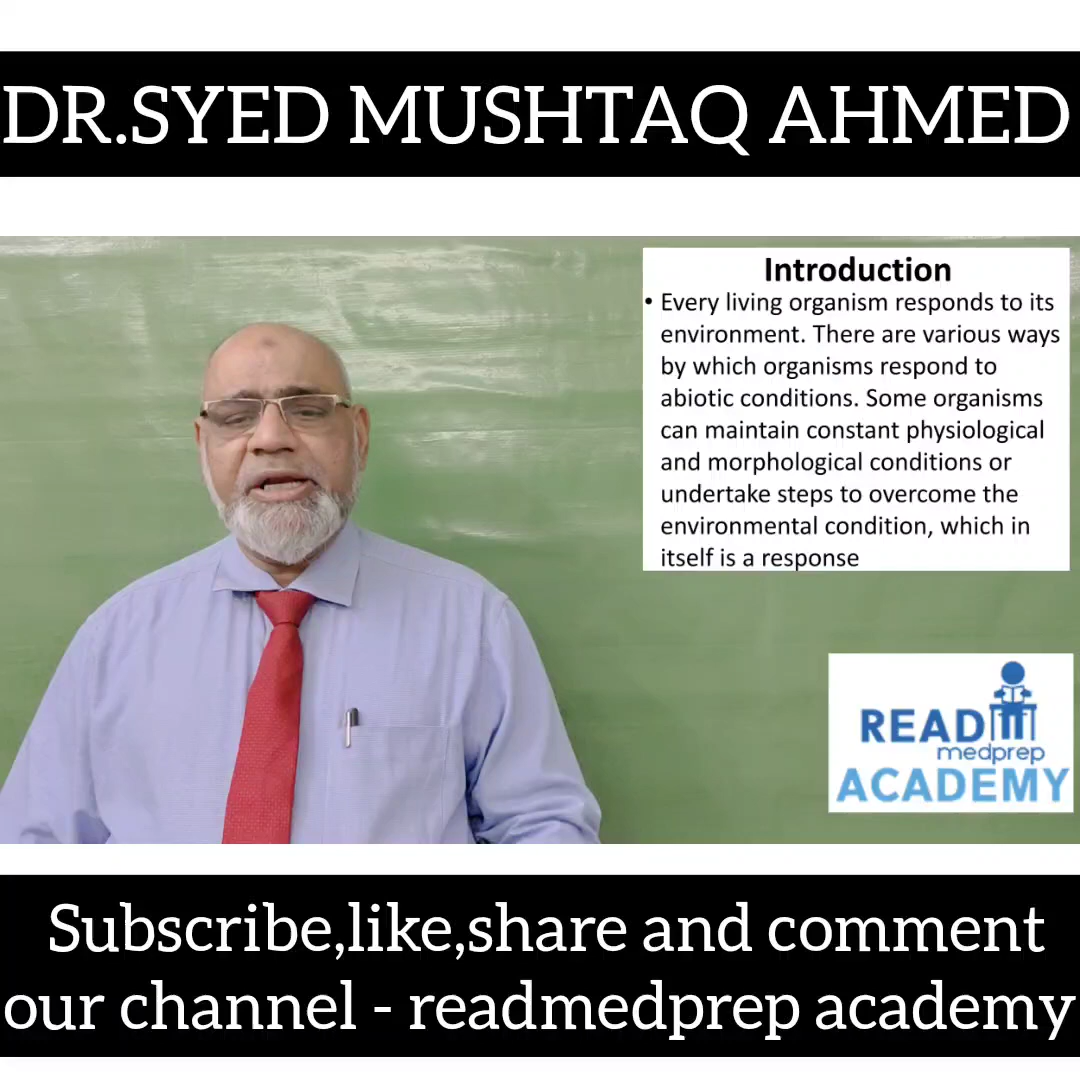 DR.SYED MUSHTAQ AHMED
Introduction
• Every living organism responds to its
environment. There are various ways
by which organisms respond to
abiotic conditions. Some organisms
can maintain constant physiological
and morphological conditions or
undertake steps to overcome the
environmental condition, which in
itself is a response
READ
medprep
ACADEMY
Subscribe,like,share and comment
our channel - readmedprep academy